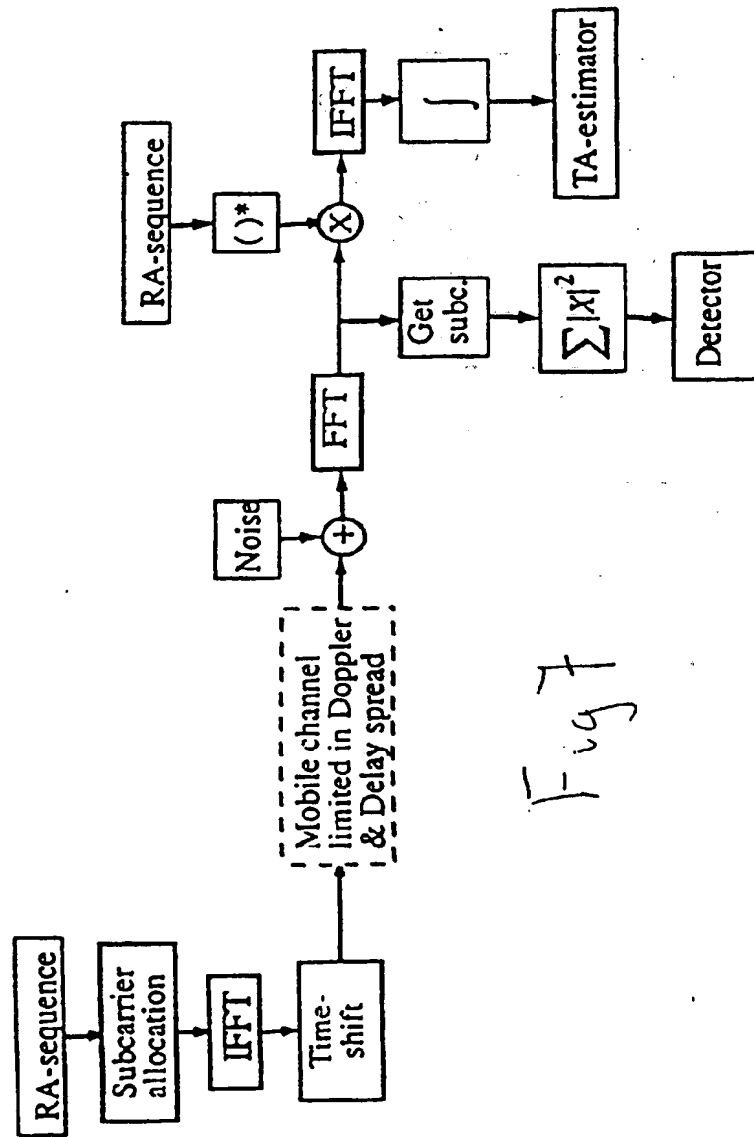 RA-sequence
Subcarrier
allocation
IFFT
Time-
shift
Mobile channel
limited in Doppler
& Delay spread
Noise
+
FFT
RA-sequence
( )*
X
IFFT
∫
TA-estimator
Get
subc.
∑|X|²
Detector
Fig 7